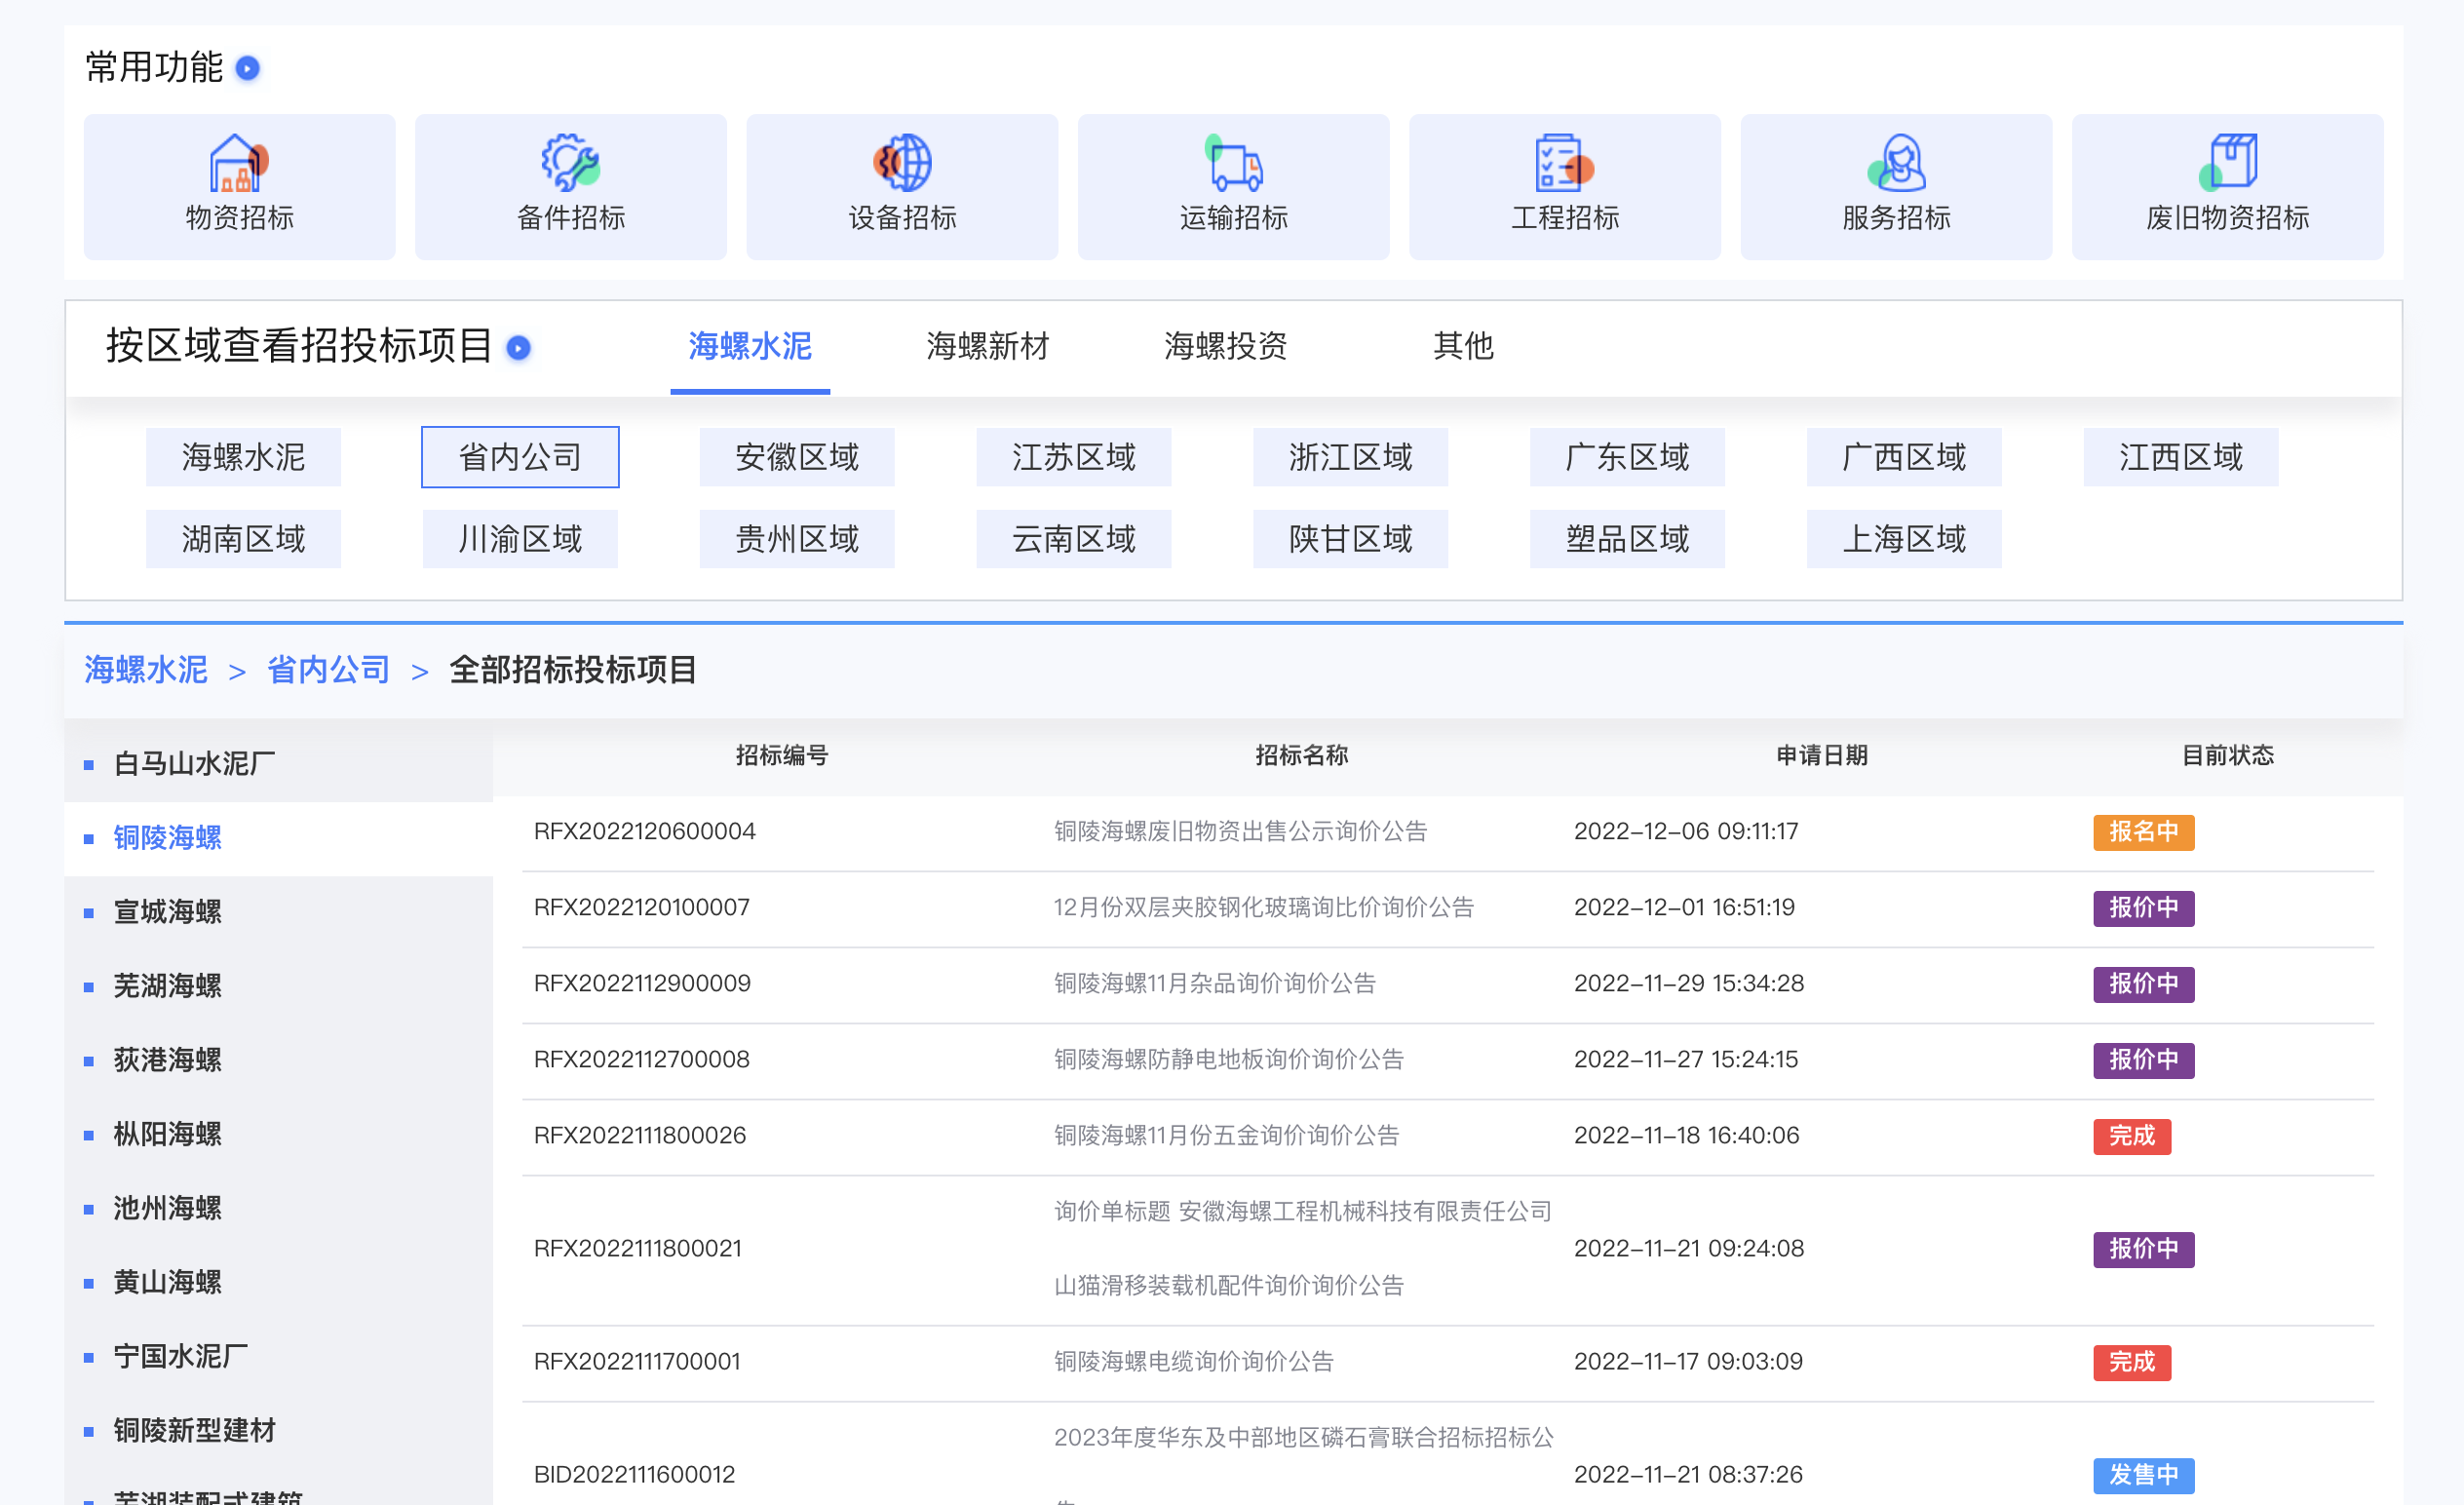 常用功能
物资招标 备件招标 设备招标 运输招标 工程招标 服务招标 废旧物资招标
按区域查看招投标项目 海螺水泥 海螺新材 海螺投资 其他
海螺水泥 省内公司 安徽区域 江苏区域 浙江区域 广东区域 广西区域 江西区域
湖南区域 川渝区域 贵州区域 云南区域 陕甘区域 塑品区域 上海区域
海螺水泥 > 省内公司 > 全部招标投标项目
白马山水泥厂
铜陵海螺
宣城海螺
芜湖海螺
荻港海螺
枞阳海螺
池州海螺
黄山海螺
宁国水泥厂
铜陵新型建材
芜湖装配式建筑
招标编号 招标名称 申请日期 目前状态
RFX2022120600004 铜陵海螺废旧物资出售公示询价公告 2022-12-06 09:11:17 报名中
RFX2022120100007 12月份双层夹胶钢化玻璃询比价询价公告 2022-12-01 16:51:19 报价中
RFX2022112900009 铜陵海螺11月杂品询价询价公告 2022-11-29 15:34:28 报价中
RFX2022112700008 铜陵海螺防静电地板询价询价公告 2022-11-27 15:24:15 报价中
RFX2022111800026 铜陵海螺11月份五金询价询价公告 2022-11-18 16:40:06 完成
询价单标题 安徽海螺工程机械科技有限责任公司
RFX2022111800021 2022-11-21 09:24:08 报价中
山猫滑移装载机配件询价询价公告
RFX2022111700001 铜陵海螺电缆询价询价公告 2022-11-17 09:03:09 完成
2023年度华东及中部地区磷石膏联合招标招标公
BID2022111600012 2022-11-21 08:37:26 发售中